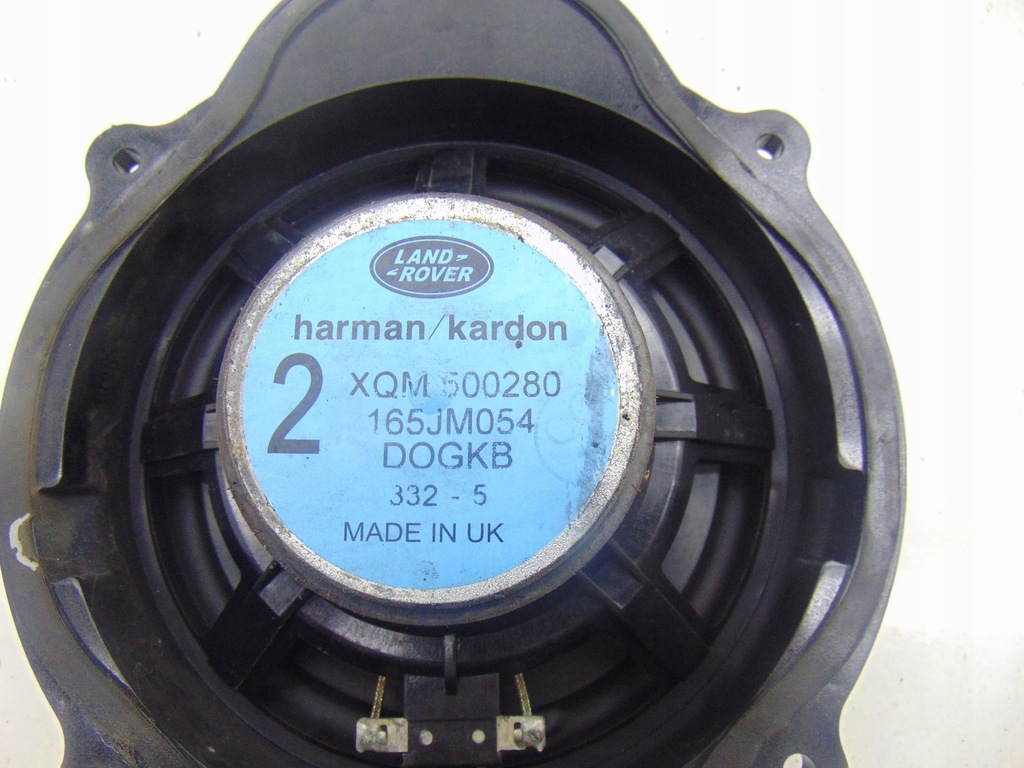 LAND-
-ROVER
harman/kardon
2
XQM 500280
165JM054
DOGKB
332 - 5
MADE IN UK